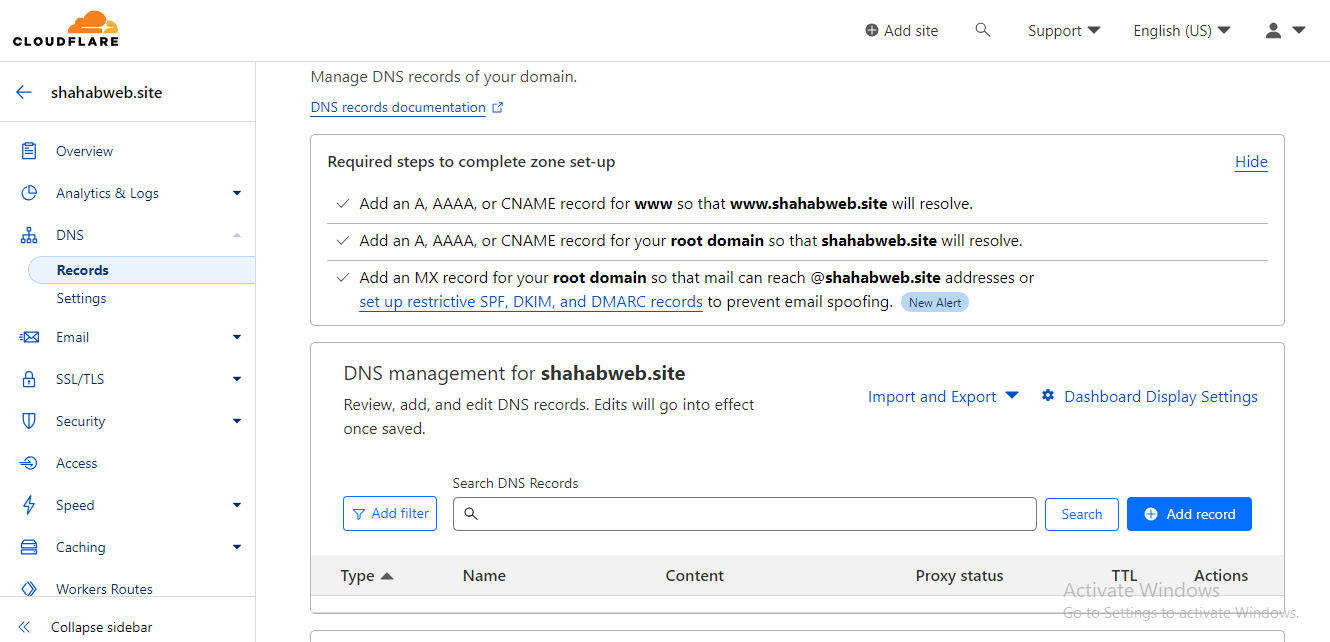 CLOUDFLARE
Add site
Support
English (US)
shahabweb.site
Overview
Analytics & Logs
DNS
Records
Settings
Email
SSL/TLS
Security
Access
Speed
Caching
Workers Routes
Collapse sidebar
Manage DNS records of your domain.
DNS records documentation
Required steps to complete zone set-up
Hide
Add an A, AAAA, or CNAME record for www so that www.shahabweb.site will resolve.
Add an A, AAAA, or CNAME record for your root domain so that shahabweb.site will resolve.
Add an MX record for your root domain so that mail can reach @shahabweb.site addresses or
set up restrictive SPF, DKIM, and DMARC records to prevent email spoofing. New Alert
DNS management for shahabweb.site
Review, add, and edit DNS records. Edits will go into effect
once saved.
Import and Export
Dashboard Display Settings
Search DNS Records
Add filter
Search
Add record
Type Name Content Proxy status TTL Actions
Activate Windows
Go to Settings to activate Windows.